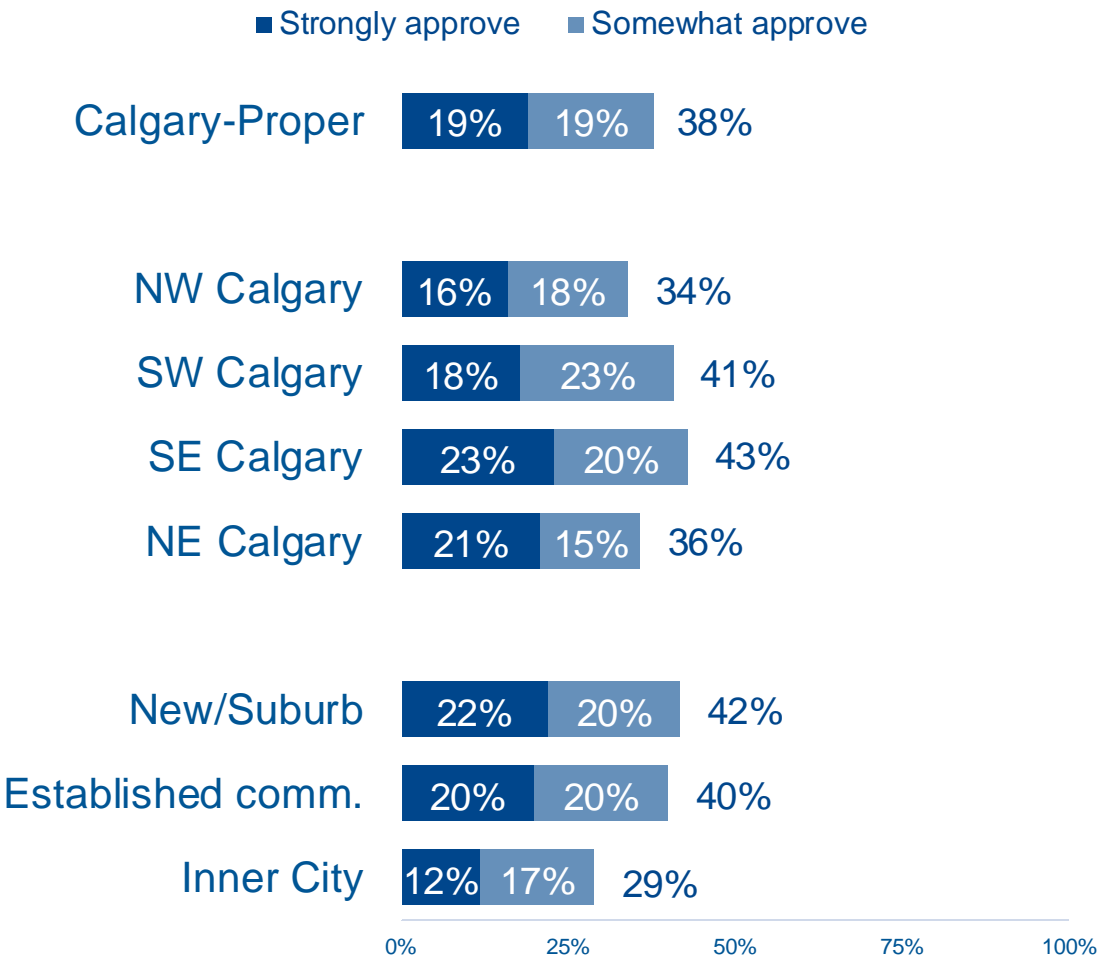 Strongly approve Somewhat approve
Calgary-Proper 19% 19% 38%
NW Calgary 16% 18% 34%
SW Calgary 18% 23% 41%
SE Calgary 23% 20% 43%
NE Calgary 21% 15% 36%
New/Suburb 22% 20% 42%
Established comm. 20% 20% 40%
Inner City 12% 17% 29%
0% 25% 50% 75% 100%